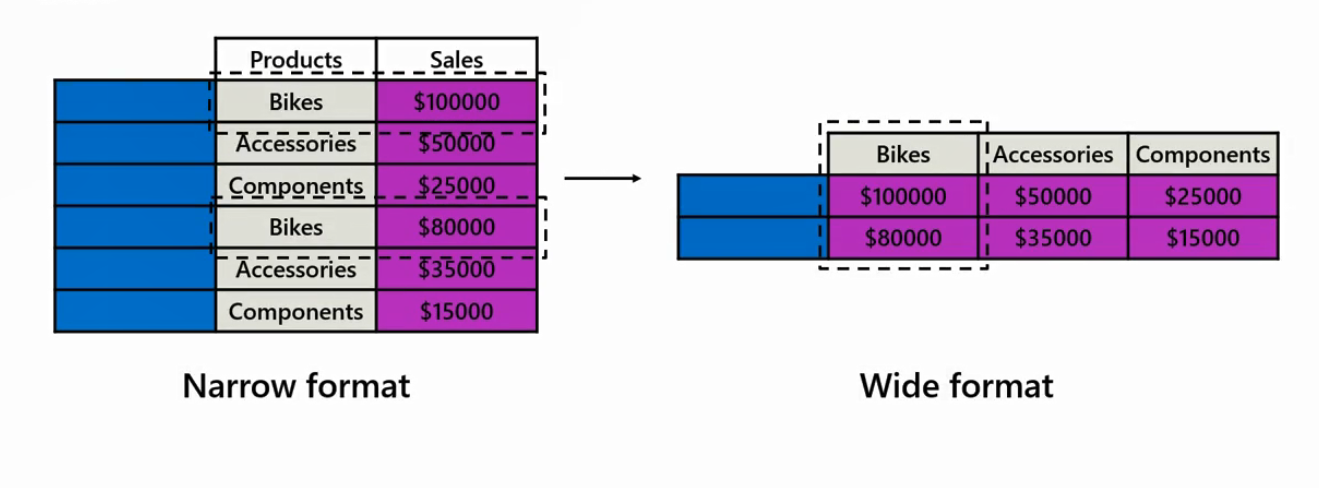 Products Sales
Bikes $100000
Accessories $50000
Components $25000
Bikes $80000
Accessories $35000
Components $15000
Narrow format
Bikes Accessories Components
$100000 $50000 $25000
$80000 $35000 $15000
Wide format